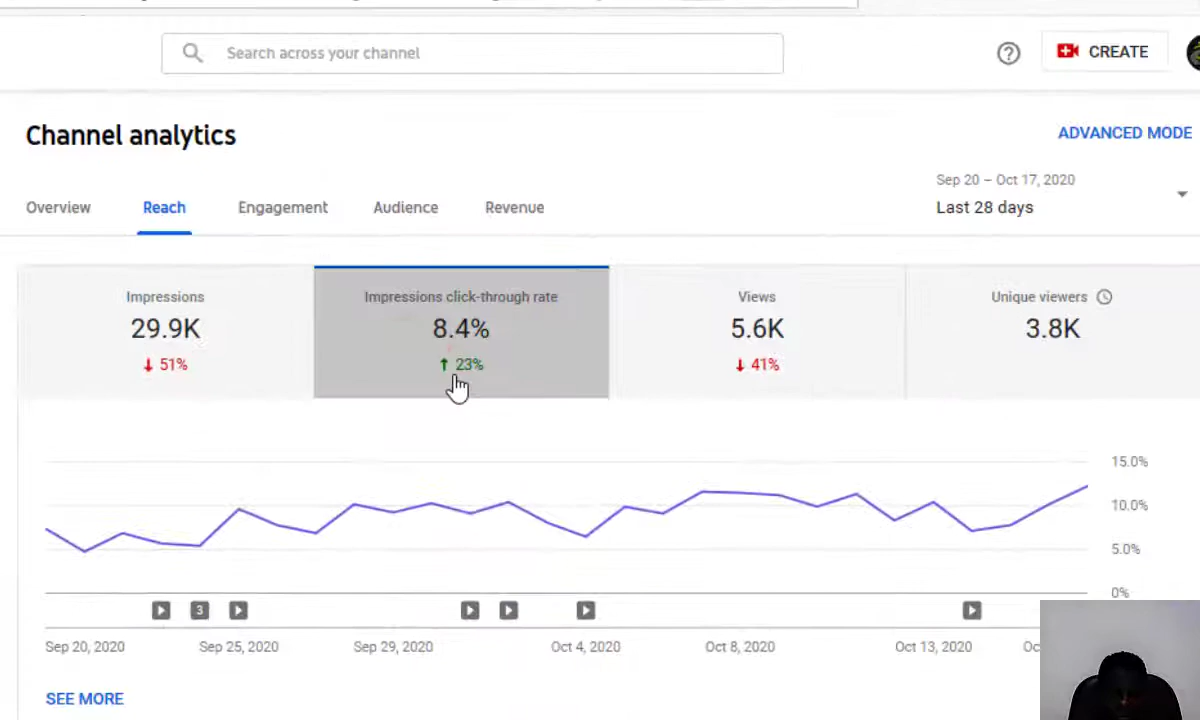 Search across your channel
CREATE
Channel analytics
ADVANCED MODE
Overview
Reach
Engagement
Audience
Revenue
Sep 20 – Oct 17, 2020
Last 28 days
Impressions
29.9K
51%
Impressions click-through rate
8.4%
23%
Views
5.6K
41%
Unique viewers
3.8K
15.0%
10.0%
5.0%
0%
3
Sep 20, 2020
Sep 25, 2020
Sep 29, 2020
Oct 4, 2020
Oct 8, 2020
Oct 13, 2020
SEE MORE